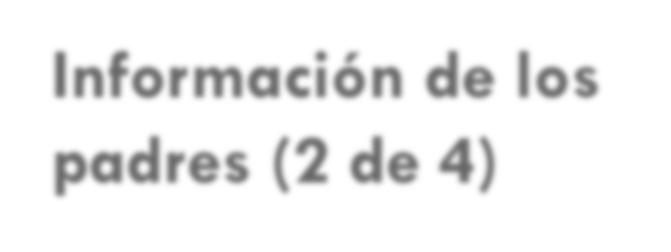 Información de los
padres (2 de 4)